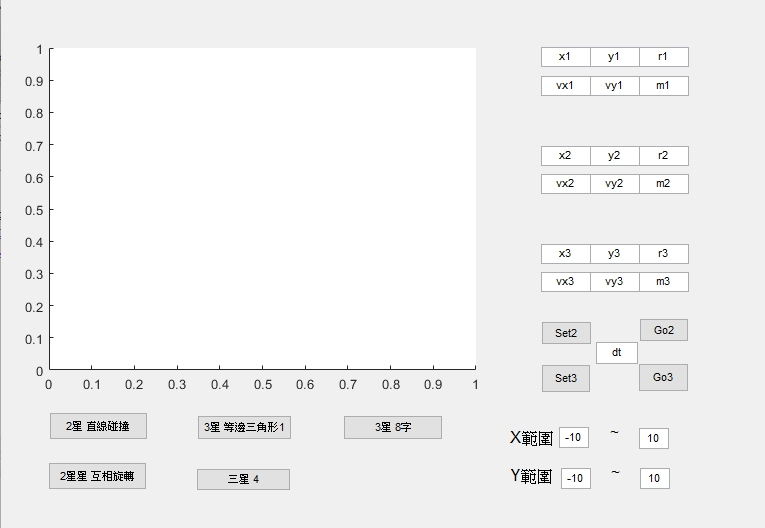 1
0.9
0.8
0.7
0.6
0.5
0.4
0.3
0.2
0.1
0
0 0.1 0.2 0.3 0.4 0.5 0.6 0.7 0.8 0.9 1
x1 y1 r1
vx1 vy1 m1
x2 y2 r2
vx2 vy2 m2
x3 y3 r3
vx3 vy3 m3
Set2 Go2
dt
Set3 Go3
2星 直線碰撞 3星 等邊三角形1 3星 8字
2星星 互相旋轉 三星 4
X範圍 -10 ~ 10
Y範圍 -10 ~ 10